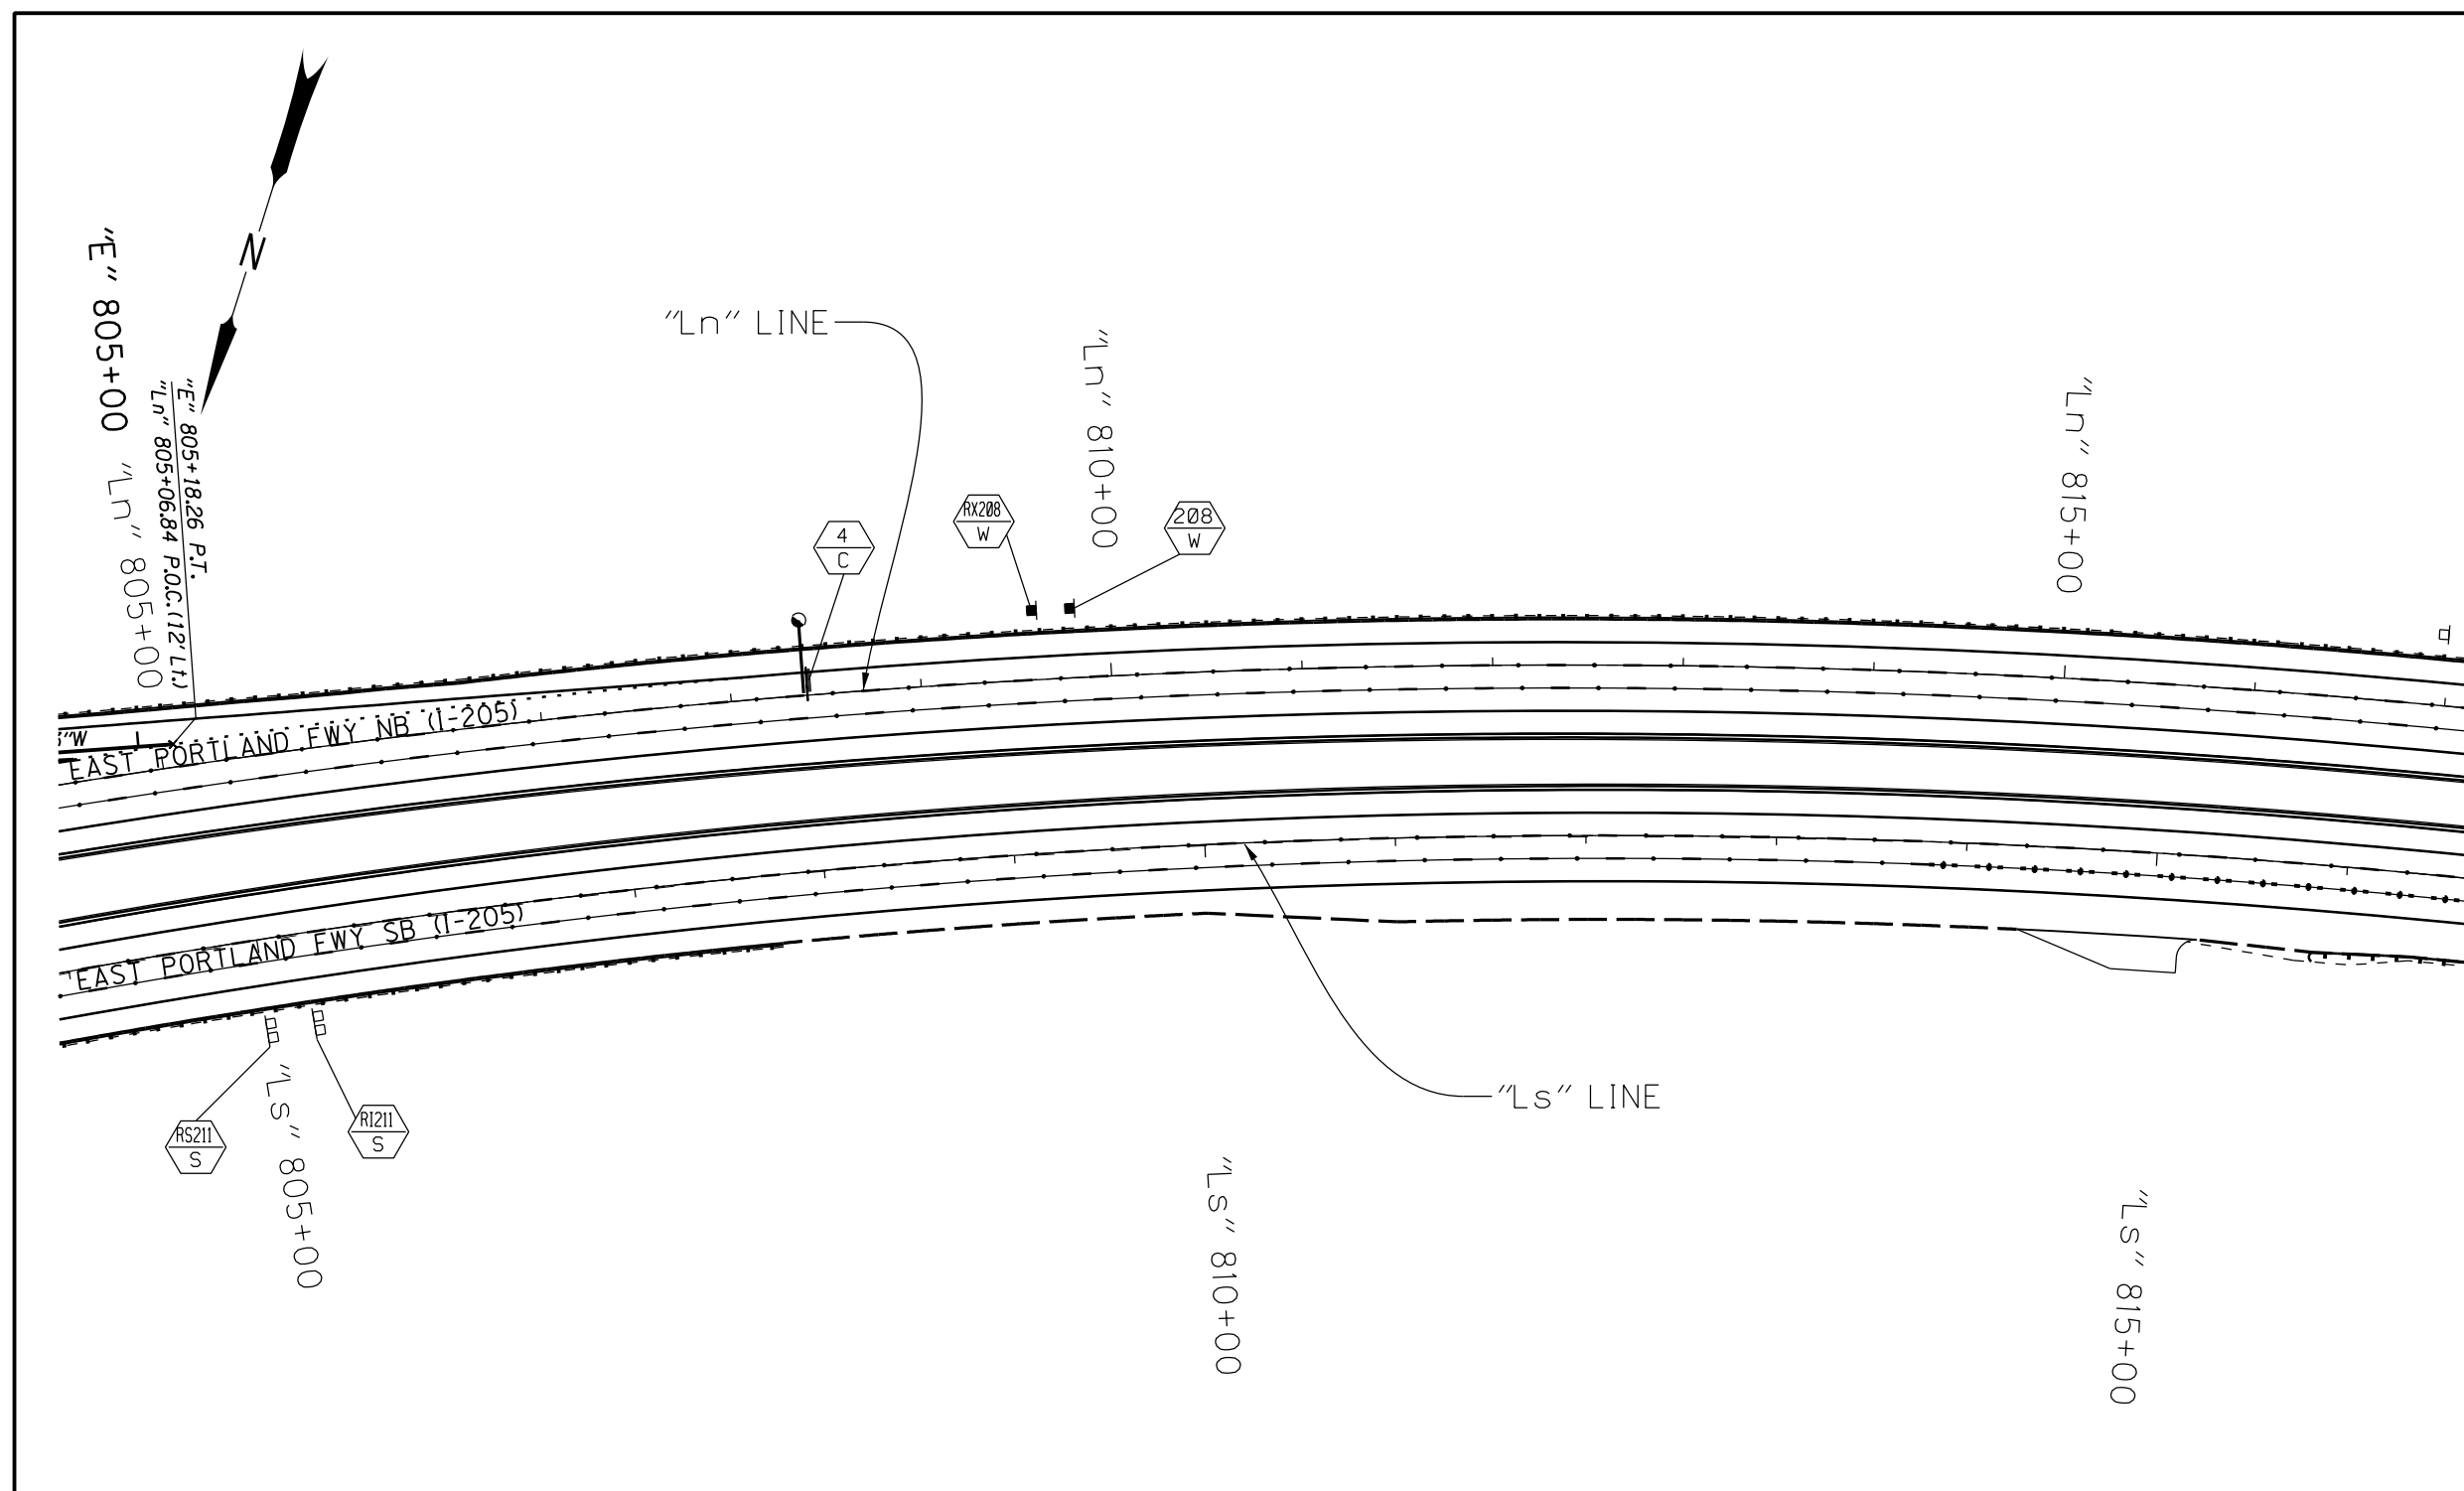 N
"E" 805+00
"E" 805+18.26 P.T.
"Ln" 805+06.84 P.O.C.(12' Lt.)
"Ln" 805+00
"Ln" LINE
4
C
RX208
W
"Ln" 810+00
208
W
"Ln" 815+00
"W
EAST PORTLAND FWY NB (I-205)
EAST PORTLAND FWY SB (I-205)
RS211
S
"Ls" 805+00
RI211
S
"Ls" LINE
"Ls" 810+00
"Ls" 815+00